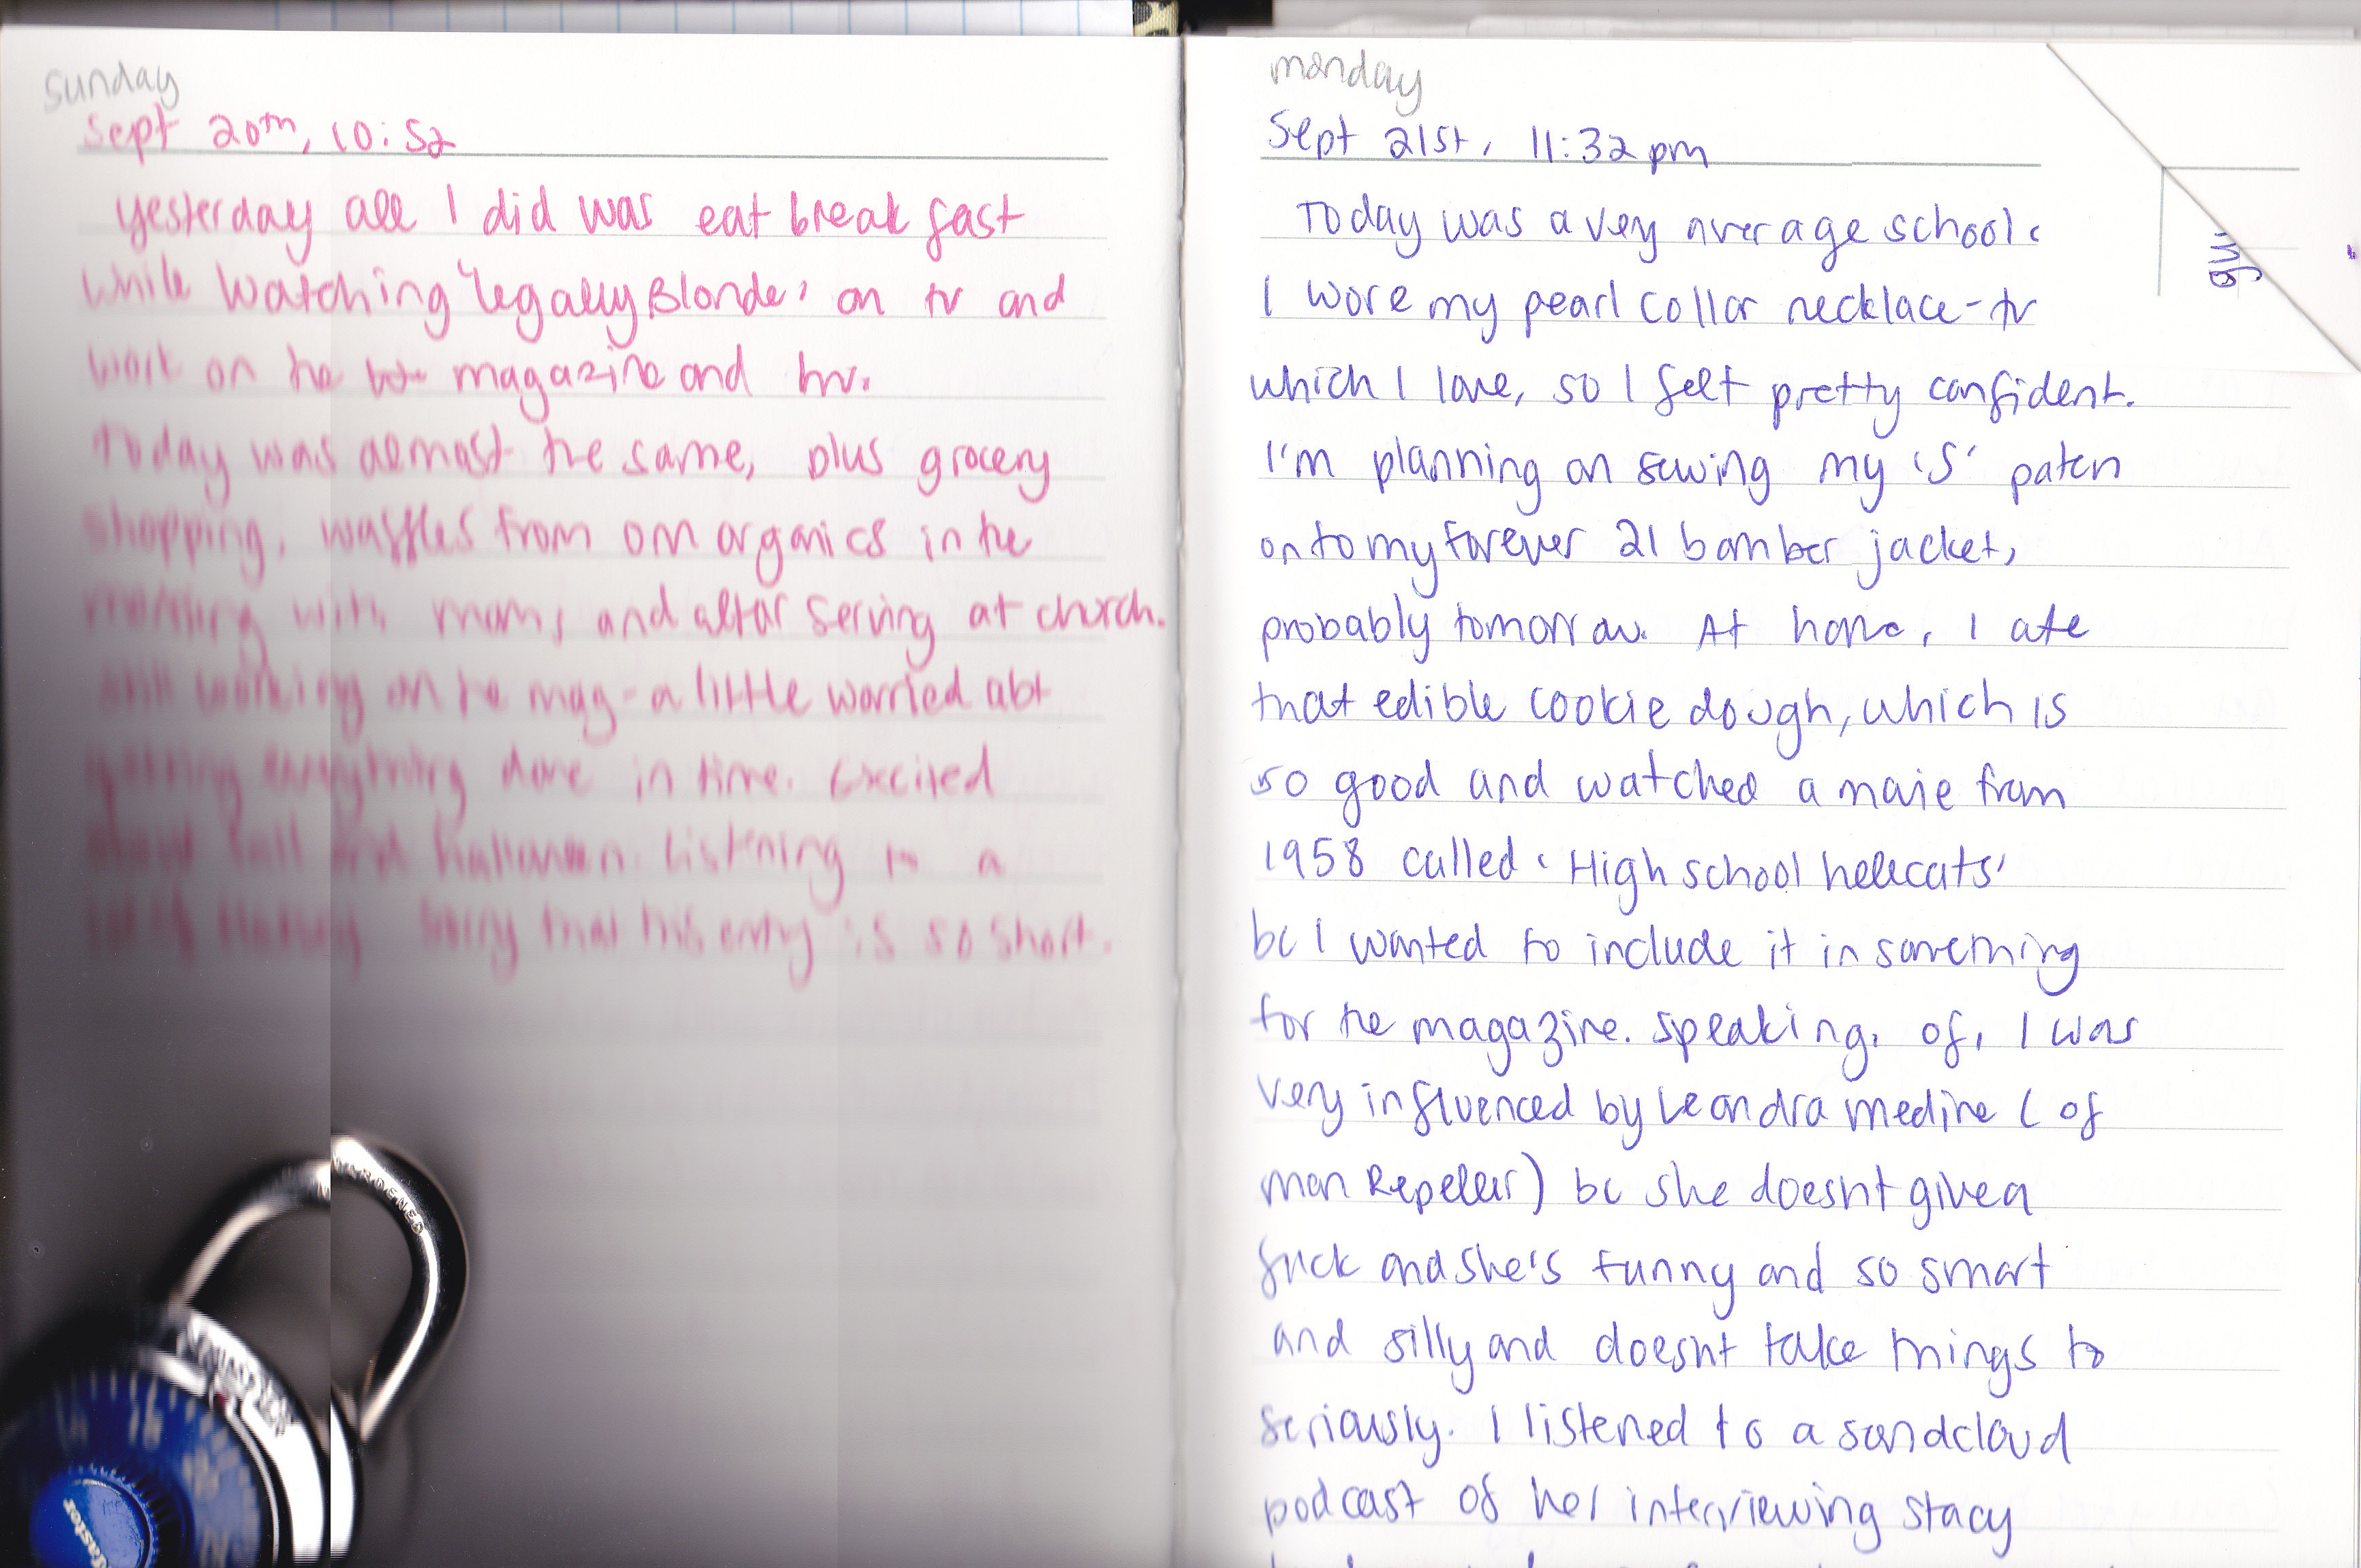 sunday
Sept 20th, 10:52
yesterday all I did was eat breakfast
while watching 'legally Blonde' on tv and
work on the magazine and hw.
Today was almost the same, plus grocery
shopping, waffles from om organics in the
morning with mom, and altar serving at church.
still working on the mag - a little worried abt
getting everything done in time. Excited
about fall and halloween. Listening to a
lot of Sorry that this entry is so short.
HARDENED
Master
monday
Sept 21st, 11:32 pm
Today was a very average school.
I wore my pearl collar necklace -
which I love, so I felt pretty confident.
I'm planning on sewing my 'S' patch
onto my forever 21 bomber jacket,
probably tomorrow. At home, I ate
that edible cookie dough, which is
so good and watched a movie from
1958 called 'High school hellcats'
bc I wanted to include it in something
for the magazine. speaking, of, I was
very influenced by Leandra medine (of
man Repeller) bc she doesnt give a
fuck and she's funny and so smart
and silly and doesnt take things to
seriously. I listened to a sondcloud
podcast of her interviewing stacy